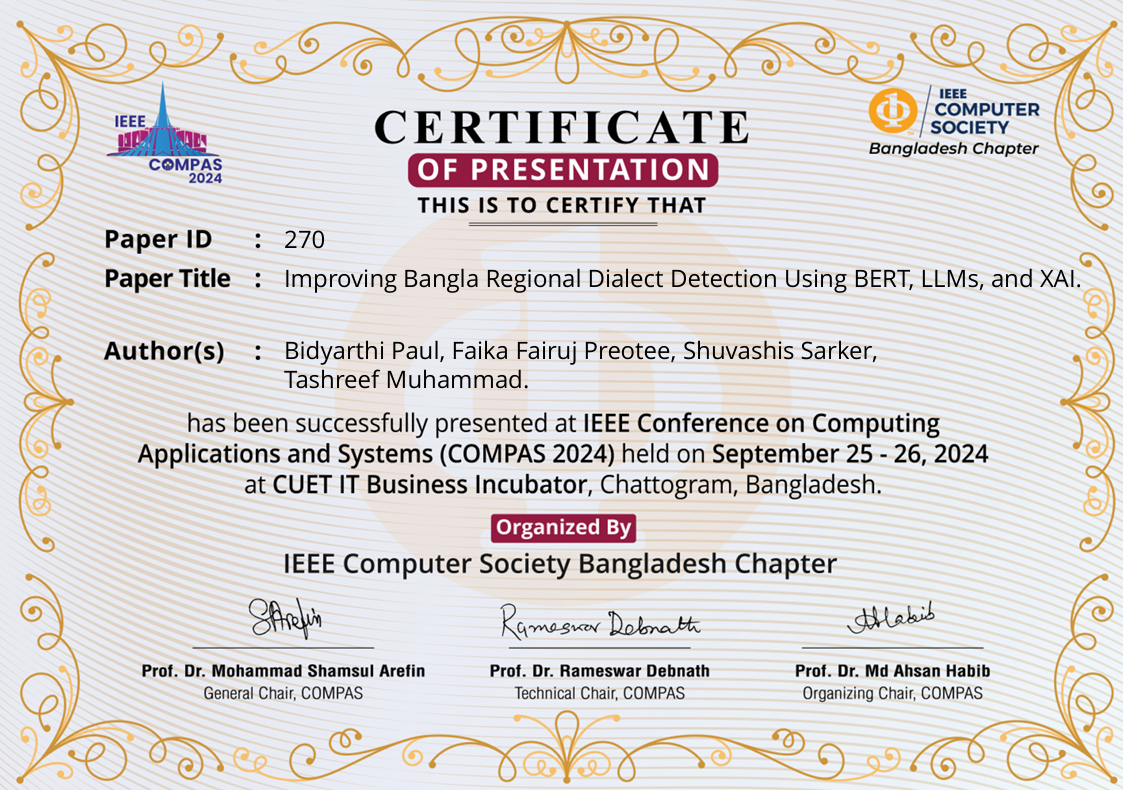 IEEE
COMPAS
2024
IEEE
COMPUTER
SOCIETY
Bangladesh Chapter
CERTIFICATE
OF PRESENTATION
THIS IS TO CERTIFY THAT
Paper ID : 270
Paper Title : Improving Bangla Regional Dialect Detection Using BERT, LLMs, and XAI.
Author(s) : Bidyarthi Paul, Faika Fairuj Preotee, Shuvashis Sarker,
Tashreef Muhammad.
has been successfully presented at IEEE Conference on Computing
Applications and Systems (COMPAS 2024) held on September 25 - 26, 2024
at CUET IT Business Incubator, Chattogram, Bangladesh.
Organized By
IEEE Computer Society Bangladesh Chapter
SArefin
Rameswar Debnath
AHabib
Prof. Dr. Mohammad Shamsul Arefin
General Chair, COMPAS
Prof. Dr. Rameswar Debnath
Technical Chair, COMPAS
Prof. Dr. Md Ahsan Habib
Organizing Chair, COMPAS